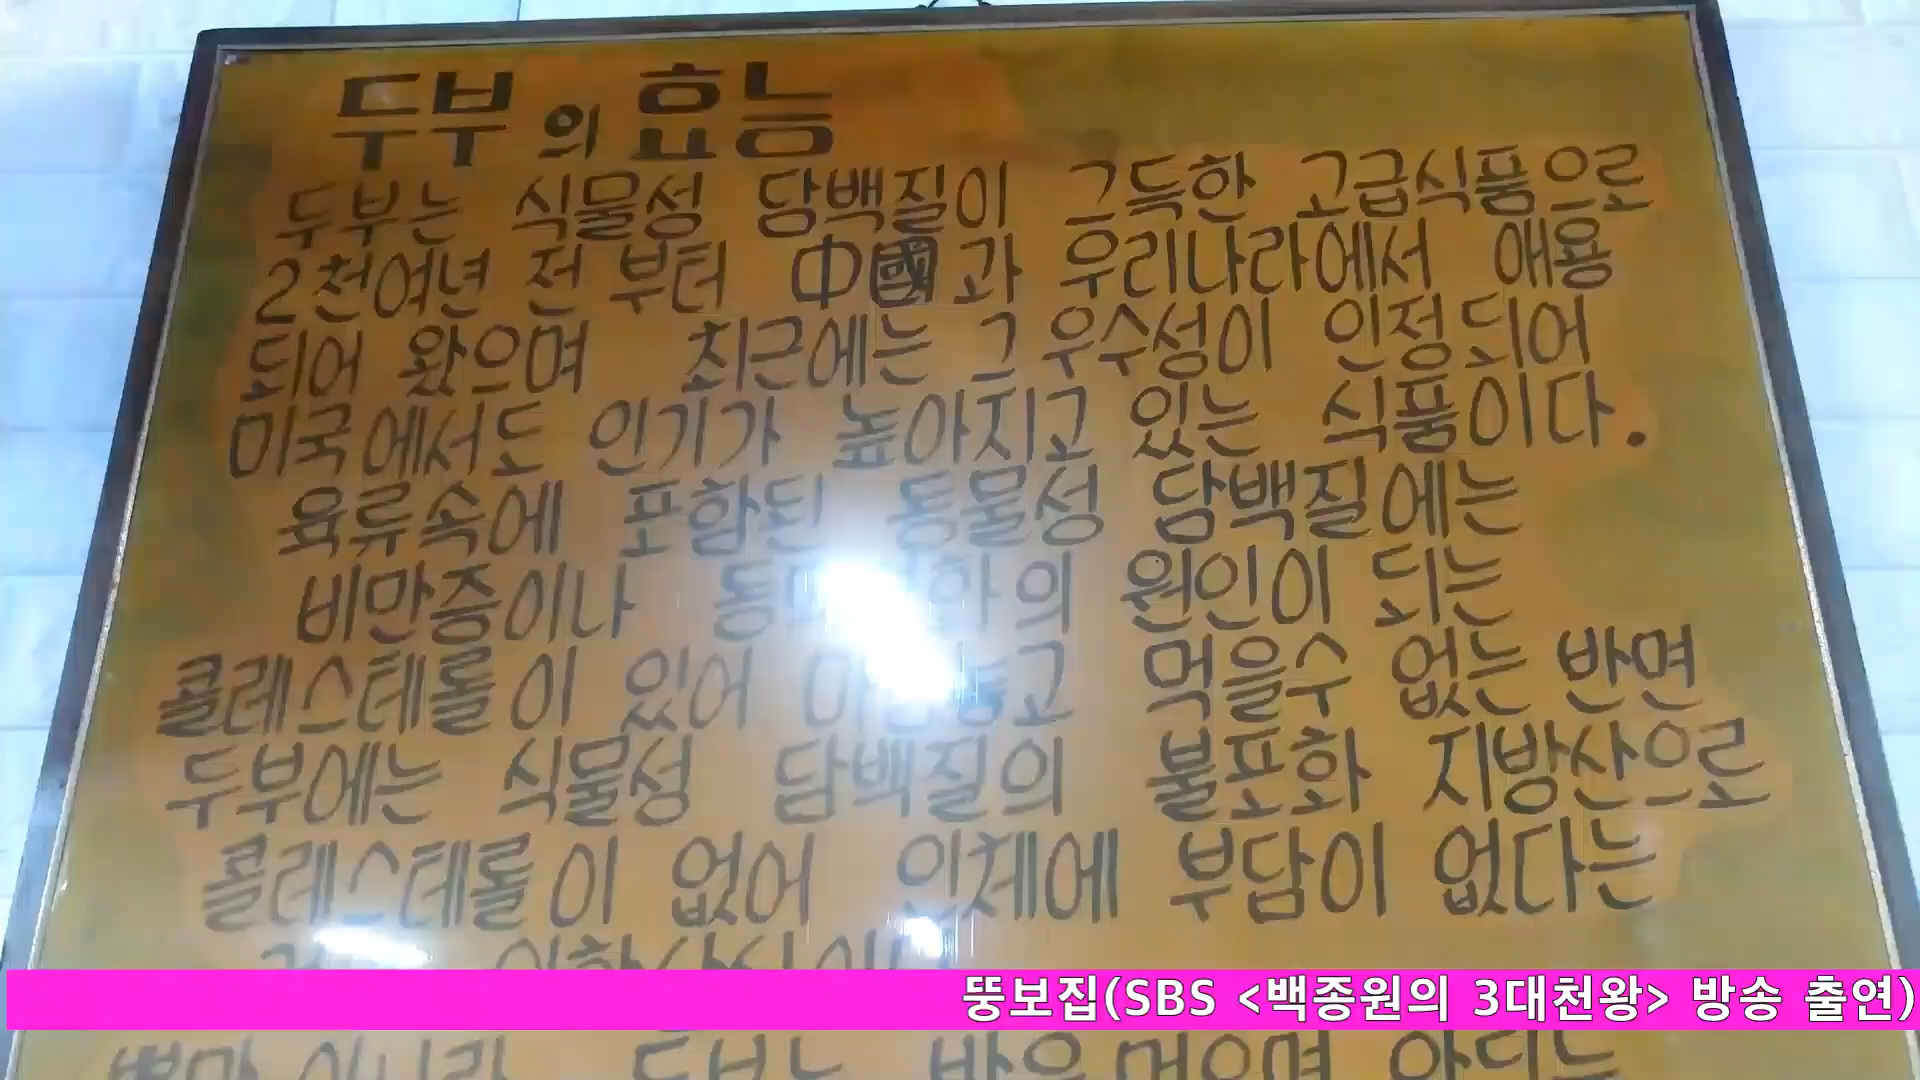 두부의 효능
두부는 식물성 담백질이 그득한 고급식품으로
2천여년 전 부터 中國과 우리나라에서 애용
되어 왔으며 최근에는 그 우수성이 인정되어
미국에서도 인기가 높아지고 있는 식품이다.
육류속에 포함된 동물성 담백질에는
비만증이나 원인이 되는
콜레스테롤이 있어 먹을수 없는 반면
두부에는 식물성 담백질의 불포화 지방산으로
콜레스테롤이 없어 인체에 부담이 없다는
뚱보집(SBS <백종원의 3대천왕> 방송 출연)